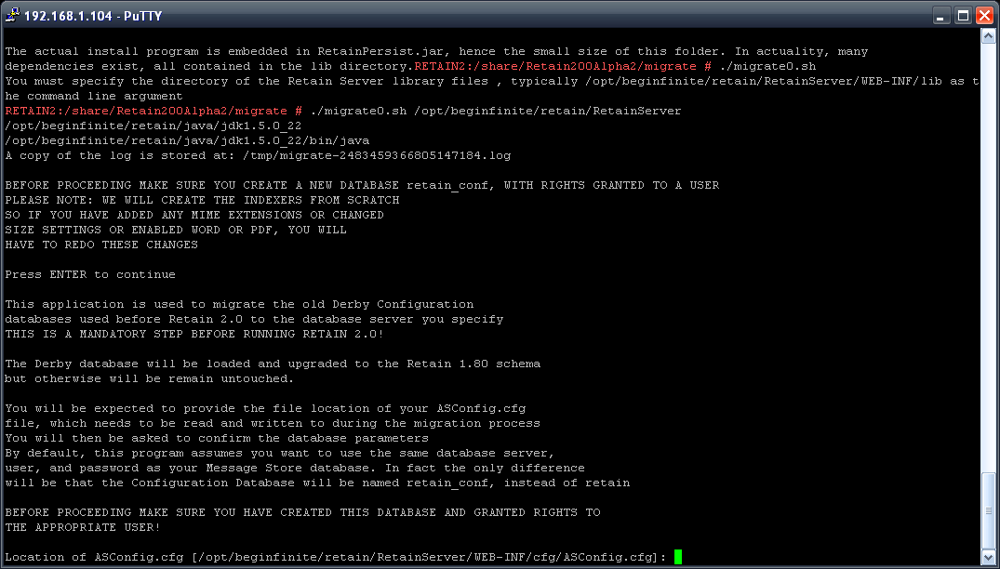 192.168.1.104 - PuTTY
The actual install program is embedded in RetainPersist.jar, hence the small size of this folder. In actuality, many
dependencies exist, all contained in the lib directory.RETAIN2:/share/Retain200Alpha2/migrate # ./migrate0.sh
You must specify the directory of the Retain Server library files , typically /opt/beginfinite/retain/RetainServer/WEB-INF/lib as t
he command line argument
RETAIN2:/share/Retain200Alpha2/migrate # ./migrate0.sh /opt/beginfinite/retain/RetainServer
/opt/beginfinite/retain/java/jdk1.5.0_22
/opt/beginfinite/retain/java/jdk1.5.0_22/bin/java
A copy of the log is stored at: /tmp/migrate-2483459366805147184.log
BEFORE PROCEEDING MAKE SURE YOU CREATE A NEW DATABASE retain_conf, WITH RIGHTS GRANTED TO A USER
PLEASE NOTE: WE WILL CREATE THE INDEXERS FROM SCRATCH
SO IF YOU HAVE ADDED ANY MIME EXTENSIONS OR CHANGED
SIZE SETTINGS OR ENABLED WORD OR PDF, YOU WILL
HAVE TO REDO THESE CHANGES
Press ENTER to continue
This application is used to migrate the old Derby Configuration
databases used before Retain 2.0 to the database server you specify
THIS IS A MANDATORY STEP BEFORE RUNNING RETAIN 2.0!
The Derby database will be loaded and upgraded to the Retain 1.80 schema
but otherwise will be remain untouched.
You will be expected to provide the file location of your ASConfig.cfg
file, which needs to be read and written to during the migration process
You will then be asked to confirm the database parameters
By default, this program assumes you want to use the same database server,
user, and password as your Message Store database. In fact the only difference
will be that the Configuration Database will be named retain_conf, instead of retain
BEFORE PROCEEDING MAKE SURE YOU HAVE CREATED THIS DATABASE AND GRANTED RIGHTS TO
THE APPROPRIATE USER!
Location of ASConfig.cfg [/opt/beginfinite/retain/RetainServer/WEB-INF/cfg/ASConfig.cfg]: